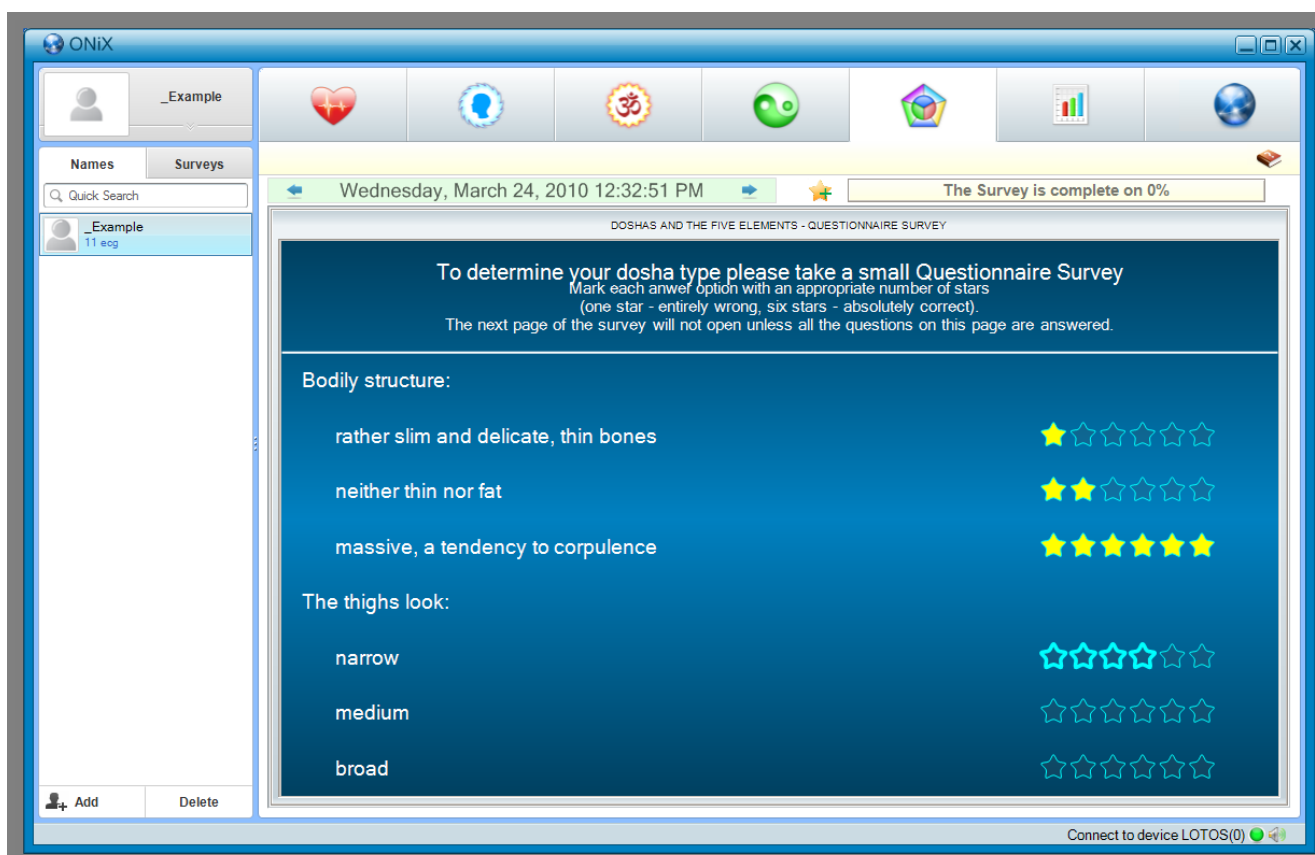 ONiX
_Example
Names
Surveys
Quick Search
_Example
11 ecg
Add
Delete
Wednesday, March 24, 2010 12:32:51 PM
The Survey is complete on 0%
DOSHAS AND THE FIVE ELEMENTS - QUESTIONNAIRE SURVEY
To determine your dosha type please take a small Questionnaire Survey
Mark each anwer option with an appropriate number of stars
(one star - entirely wrong, six stars - absolutely correct).
The next page of the survey will not open unless all the questions on this page are answered.
Bodily structure:
rather slim and delicate, thin bones
neither thin nor fat
massive, a tendency to corpulence
The thighs look:
narrow
medium
broad
Connect to device LOTOS(0)